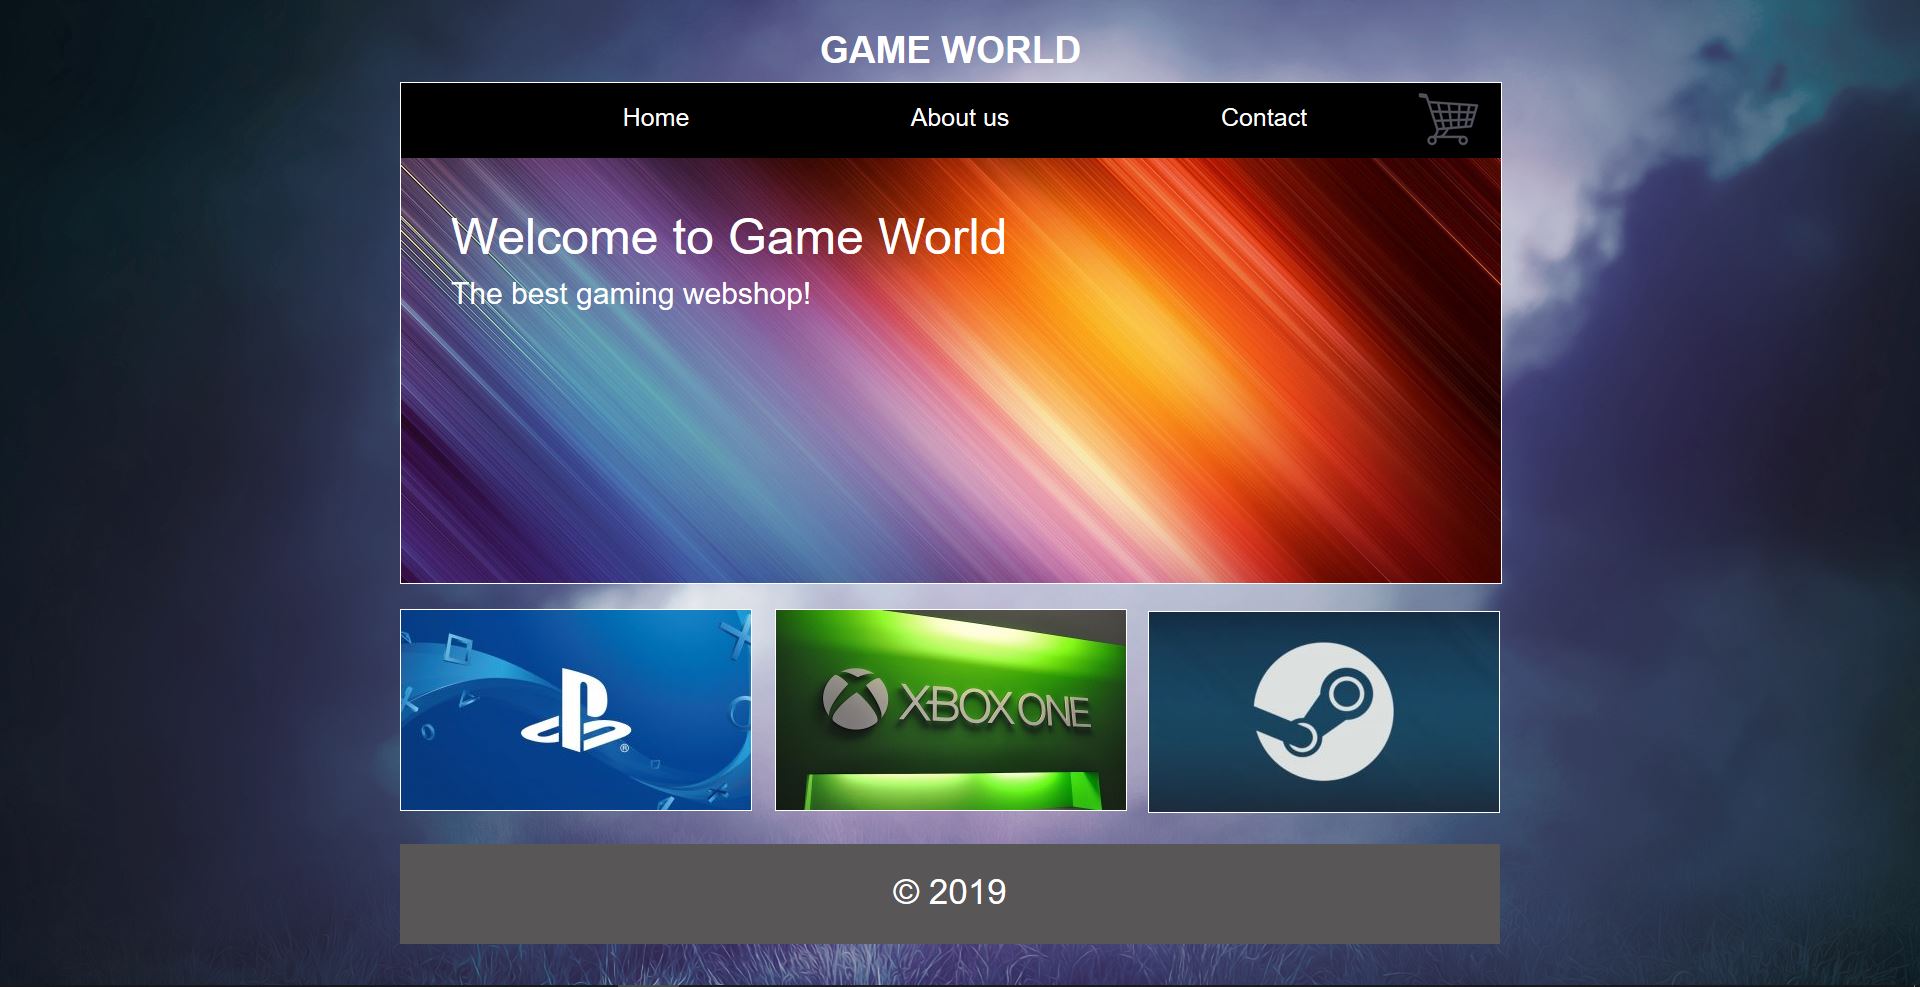 GAME WORLD
Home About us Contact
Welcome to Game World
The best gaming webshop!
®
XBOX ONE
© 2019